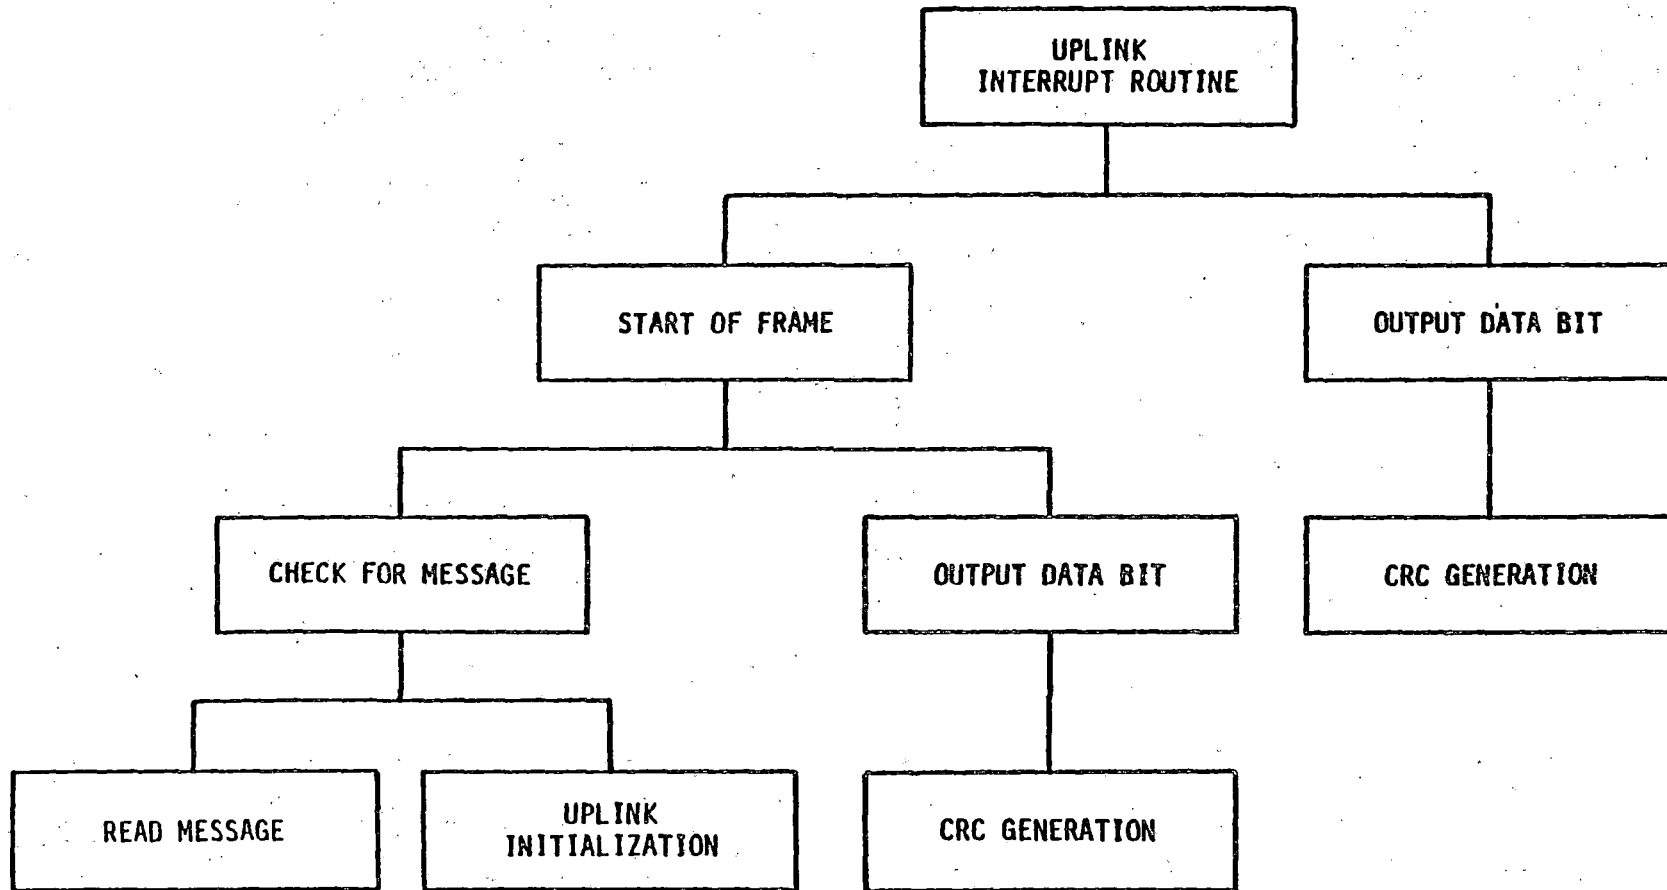 UPLINK
INTERRUPT ROUTINE
START OF FRAME
OUTPUT DATA BIT
CHECK FOR MESSAGE
OUTPUT DATA BIT
CRC GENERATION
READ MESSAGE
UPLINK
INITIALIZATION
CRC GENERATION